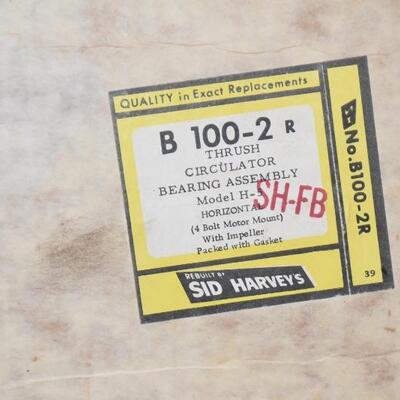 QUALITY in Exact Replacements
B 100-2 R
THRUSH
CIRCULATOR
BEARING ASSEMBLY
Model H-
SH-FB
HORIZONTAL
(4 Bolt Motor Mount)
With Impeller
Packed with Gasket
REBUILT BY
SID HARVEY'S
No. B100-2R
39